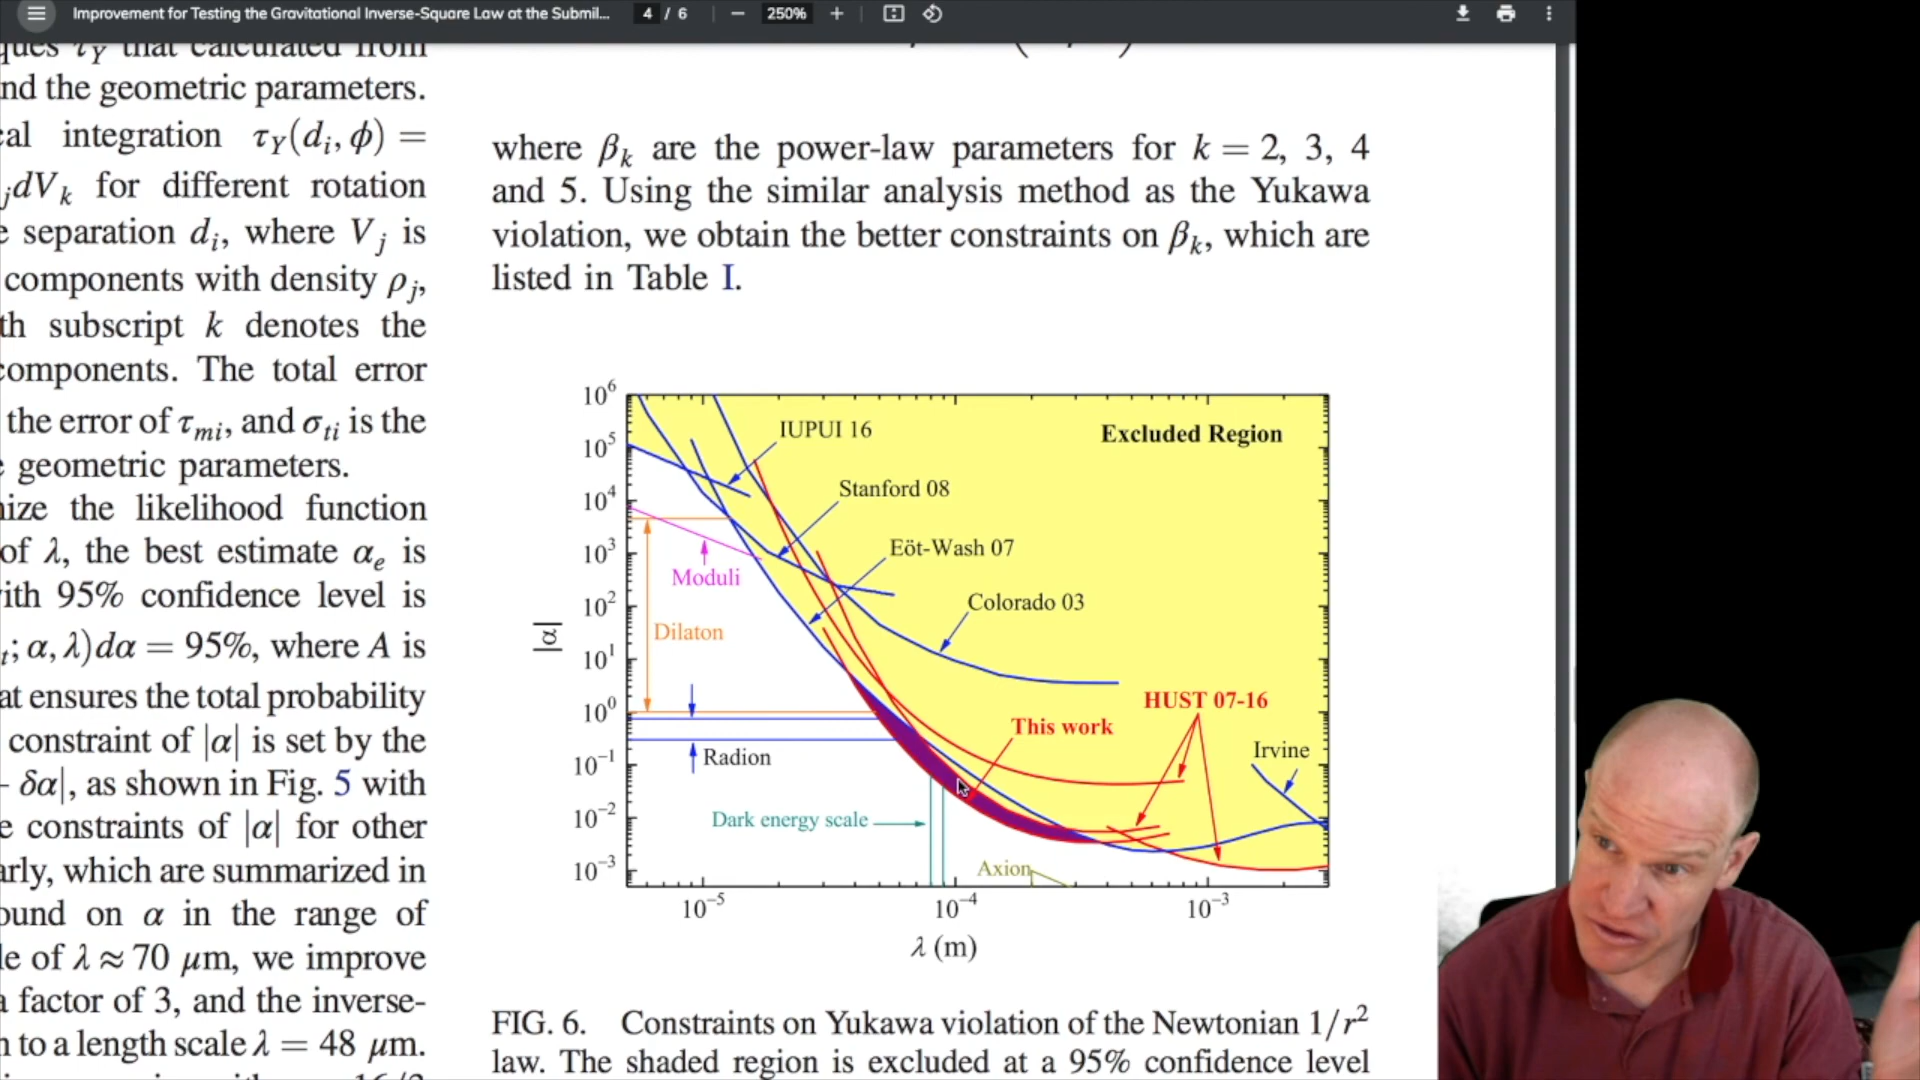 Improvement for Testing the Gravitational Inverse-Square Law at the Submil...
4 / 6
250%
ques τY that calculated from
nd the geometric parameters.
cal integration τY(di, ϕ) =
jdVk for different rotation
e separation di, where Vj is
components with density ρj,
th subscript k denotes the
components. The total error
the error of τmi, and σti is the
e geometric parameters.
nize the likelihood function
of λ, the best estimate αe is
with 95% confidence level is
t; α, λ)dα = 95%, where A is
at ensures the total probability
constraint of |α| is set by the
- δα|, as shown in Fig. 5 with
e constraints of |α| for other
arly, which are summarized in
ound on α in the range of
le of λ ≈ 70 μm, we improve
a factor of 3, and the inverse-
n to a length scale λ = 48 μm.
where βk are the power-law parameters for k = 2, 3, 4
and 5. Using the similar analysis method as the Yukawa
violation, we obtain the better constraints on βk, which are
listed in Table I.
10^6
10^5
10^4
10^3
10^2
10^1
10^0
10^-1
10^-2
10^-3
|α|
IUPUI 16
Excluded Region
Stanford 08
Eöt-Wash 07
Moduli
Colorado 03
Dilaton
HUST 07-16
This work
Irvine
Radion
Dark energy scale
Axion
10^-5
10^-4
10^-3
λ (m)
FIG. 6. Constraints on Yukawa violation of the Newtonian 1/r^2
law. The shaded region is excluded at a 95% confidence level